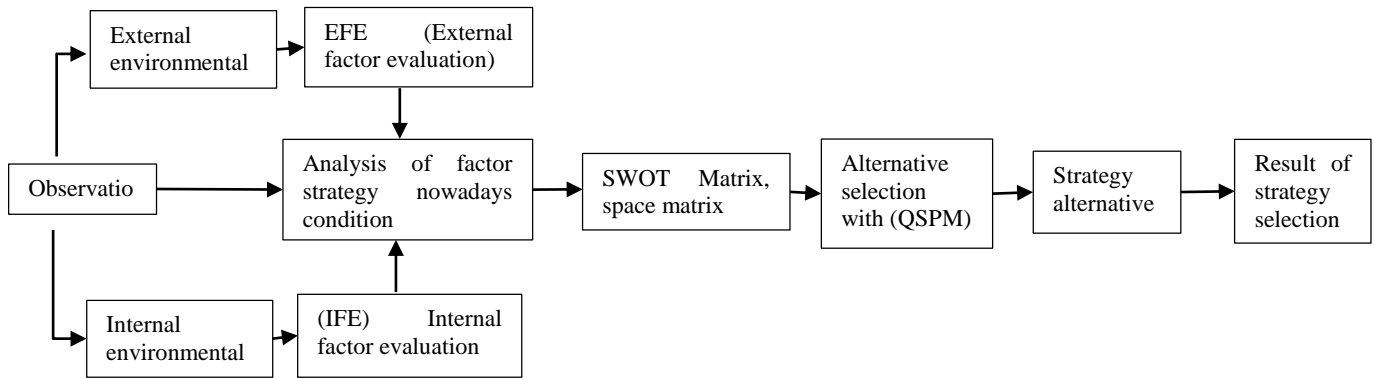 External
environmental
EFE (External
factor evaluation)
Observatio
Analysis of factor
strategy nowadays
condition
SWOT Matrix,
space matrix
Alternative
selection
with (QSPM)
Strategy
alternative
Result of
strategy
selection
Internal
environmental
(IFE) Internal
factor evaluation